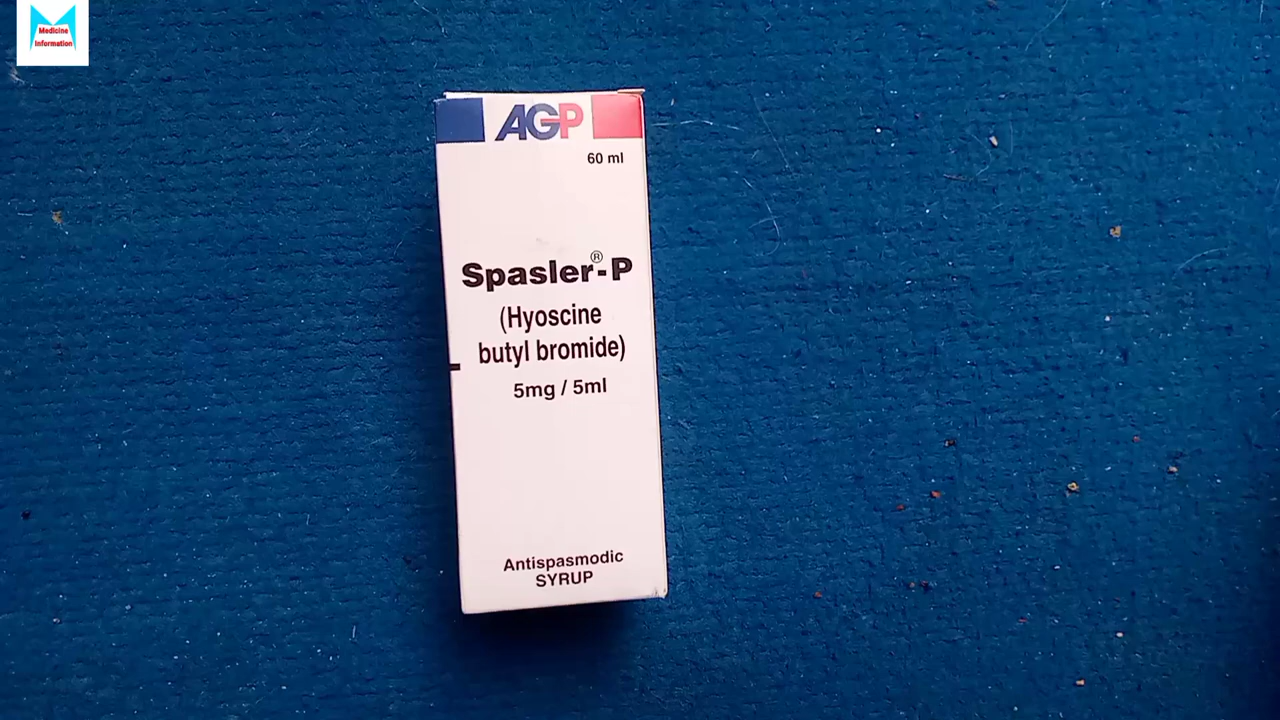 Medicine
Information
AGP
60 ml
Spasler®-P
(Hyoscine
butyl bromide)
5mg / 5ml
Antispasmodic
SYRUP